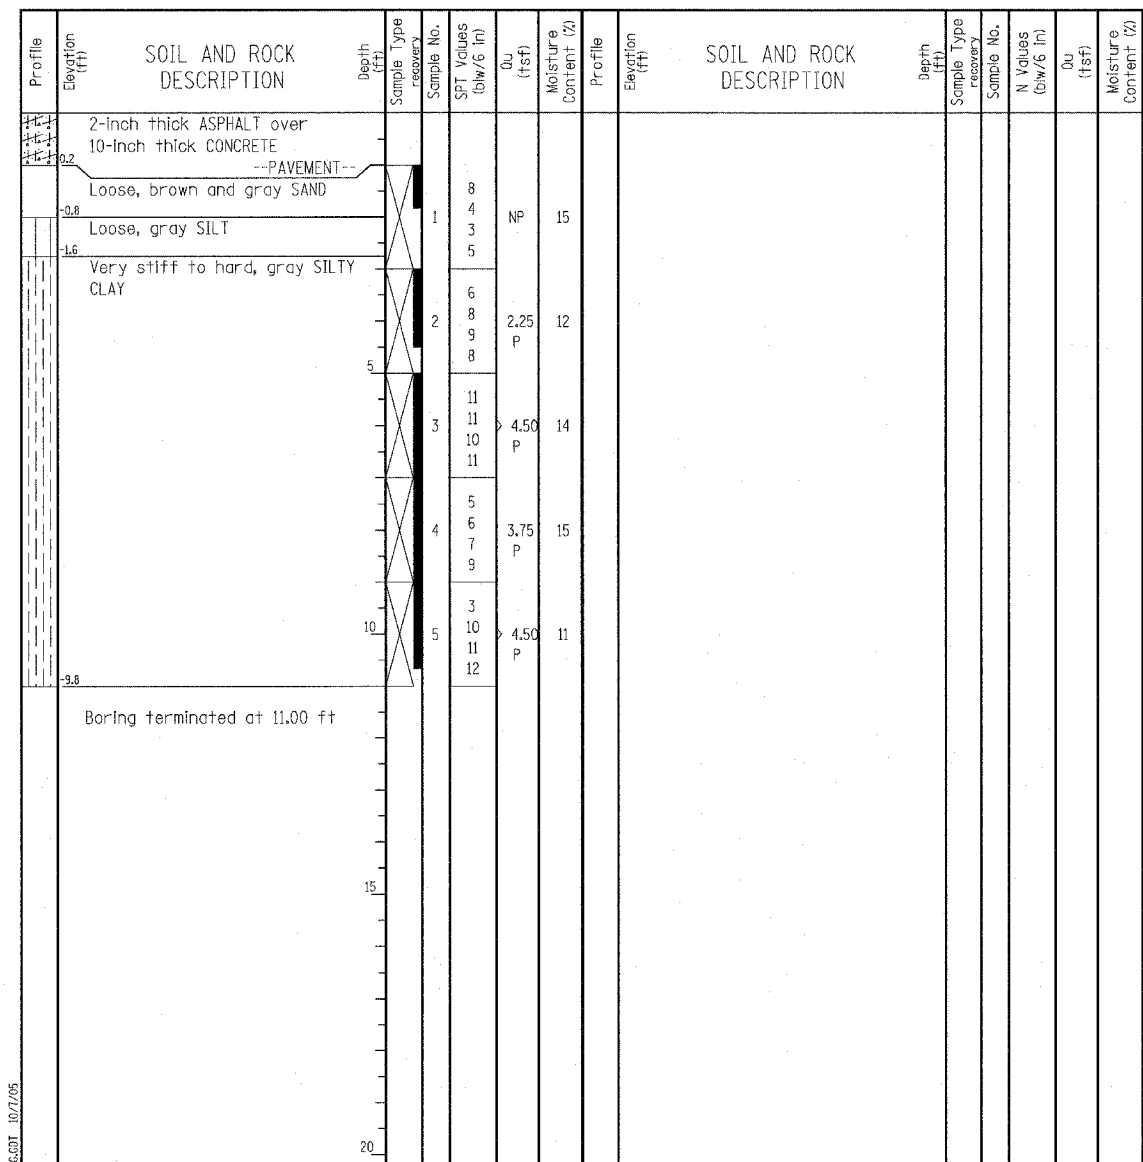 Profile
Elevation
(ft)
SOIL AND ROCK
DESCRIPTION
Depth
(ft)
Sample Type
recovery
Sample No.
SPT Values
(blw/6 in)
Qu
(tsf)
Moisture
Content (%)
Profile
Elevation
(ft)
SOIL AND ROCK
DESCRIPTION
Depth
(ft)
Sample Type
recovery
Sample No.
N Values
(blw/6 in)
Qu
(tsf)
Moisture
Content (%)
2-inch thick ASPHALT over
10-inch thick CONCRETE
0.2
--PAVEMENT--
Loose, brown and gray SAND
-0.8
Loose, gray SILT
-1.6
Very stiff to hard, gray SILTY
CLAY
1
8
4
3
5
NP
15
2
6
8
9
8
2.25
P
12
5
3
11
11
10
11
> 4.50
P
14
4
5
6
7
9
3.75
P
15
10
5
3
10
11
12
> 4.50
P
11
-9.8
Boring terminated at 11.00 ft
15
20
G.GDT 10/7/05